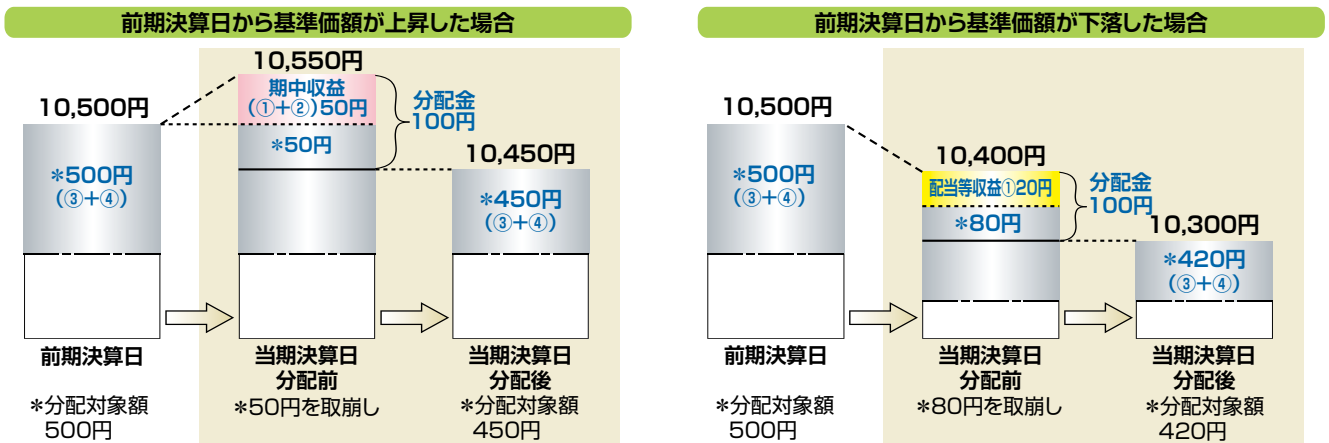 前期決算日から基準価額が上昇した場合
10,550円
期中収益
(①+②)50円
10,500円
分配金
100円
*50円
10,450円
*500円
(③+④)
*450円
(③+④)
前期決算日
当期決算日
分配前
当期決算日
分配後
*分配対象額
500円
*50円を取崩し
*分配対象額
450円
前期決算日から基準価額が下落した場合
10,500円
10,400円
*500円
(③+④)
配当等収益①20円
分配金
100円
*80円
10,300円
*420円
(③+④)
前期決算日
当期決算日
分配前
当期決算日
分配後
*分配対象額
500円
*80円を取崩し
*分配対象額
420円